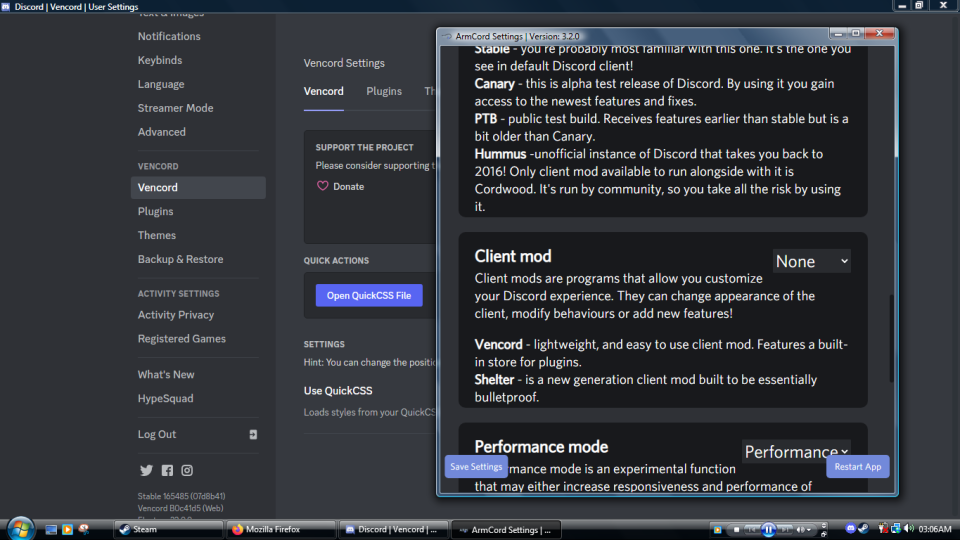 Discord | Vencord | User Settings
Text & Images
Notifications
Keybinds
Language
Streamer Mode
Advanced
VENCORD
Vencord
Plugins
Themes
Backup & Restore
ACTIVITY SETTINGS
Activity Privacy
Registered Games
What's New
HypeSquad
Log Out
Stable 165485 (07d8b41)
Vencord B0c41d5 (Web)
Vencord Settings
Vencord Plugins Th
SUPPORT THE PROJECT
Please consider supporting t
Donate
QUICK ACTIONS
Open QuickCSS File
SETTINGS
Hint: You can change the positio
Use QuickCSS
Loads styles from your QuickCS
ArmCord Settings | Version: 3.2.0
Stable - you're probably most familiar with this one. It's the one you
see in default Discord client!
Canary - this is alpha test release of Discord. By using it you gain
access to the newest features and fixes.
PTB - public test build. Receives features earlier than stable but is a
bit older than Canary.
Hummus -unofficial instance of Discord that takes you back to
2016! Only client mod available to run alongside with it is
Cordwood. It's run by community, so you take all the risk by using
it.
Client mod
None
Client mods are programs that allow you customize
your Discord experience. They can change appearance of the
client, modify behaviours or add new features!
Vencord - lightweight, and easy to use client mod. Features a built-
in store for plugins.
Shelter - is a new generation client mod built to be essentially
bulletproof.
Performance mode
Performance
Save Settings
ormance mode is an experimental function
Restart App
that may either increase responsiveness and performance of
Steam
Mozilla Firefox
Discord | Vencord | ...
ArmCord Settings | ...
03:06AM